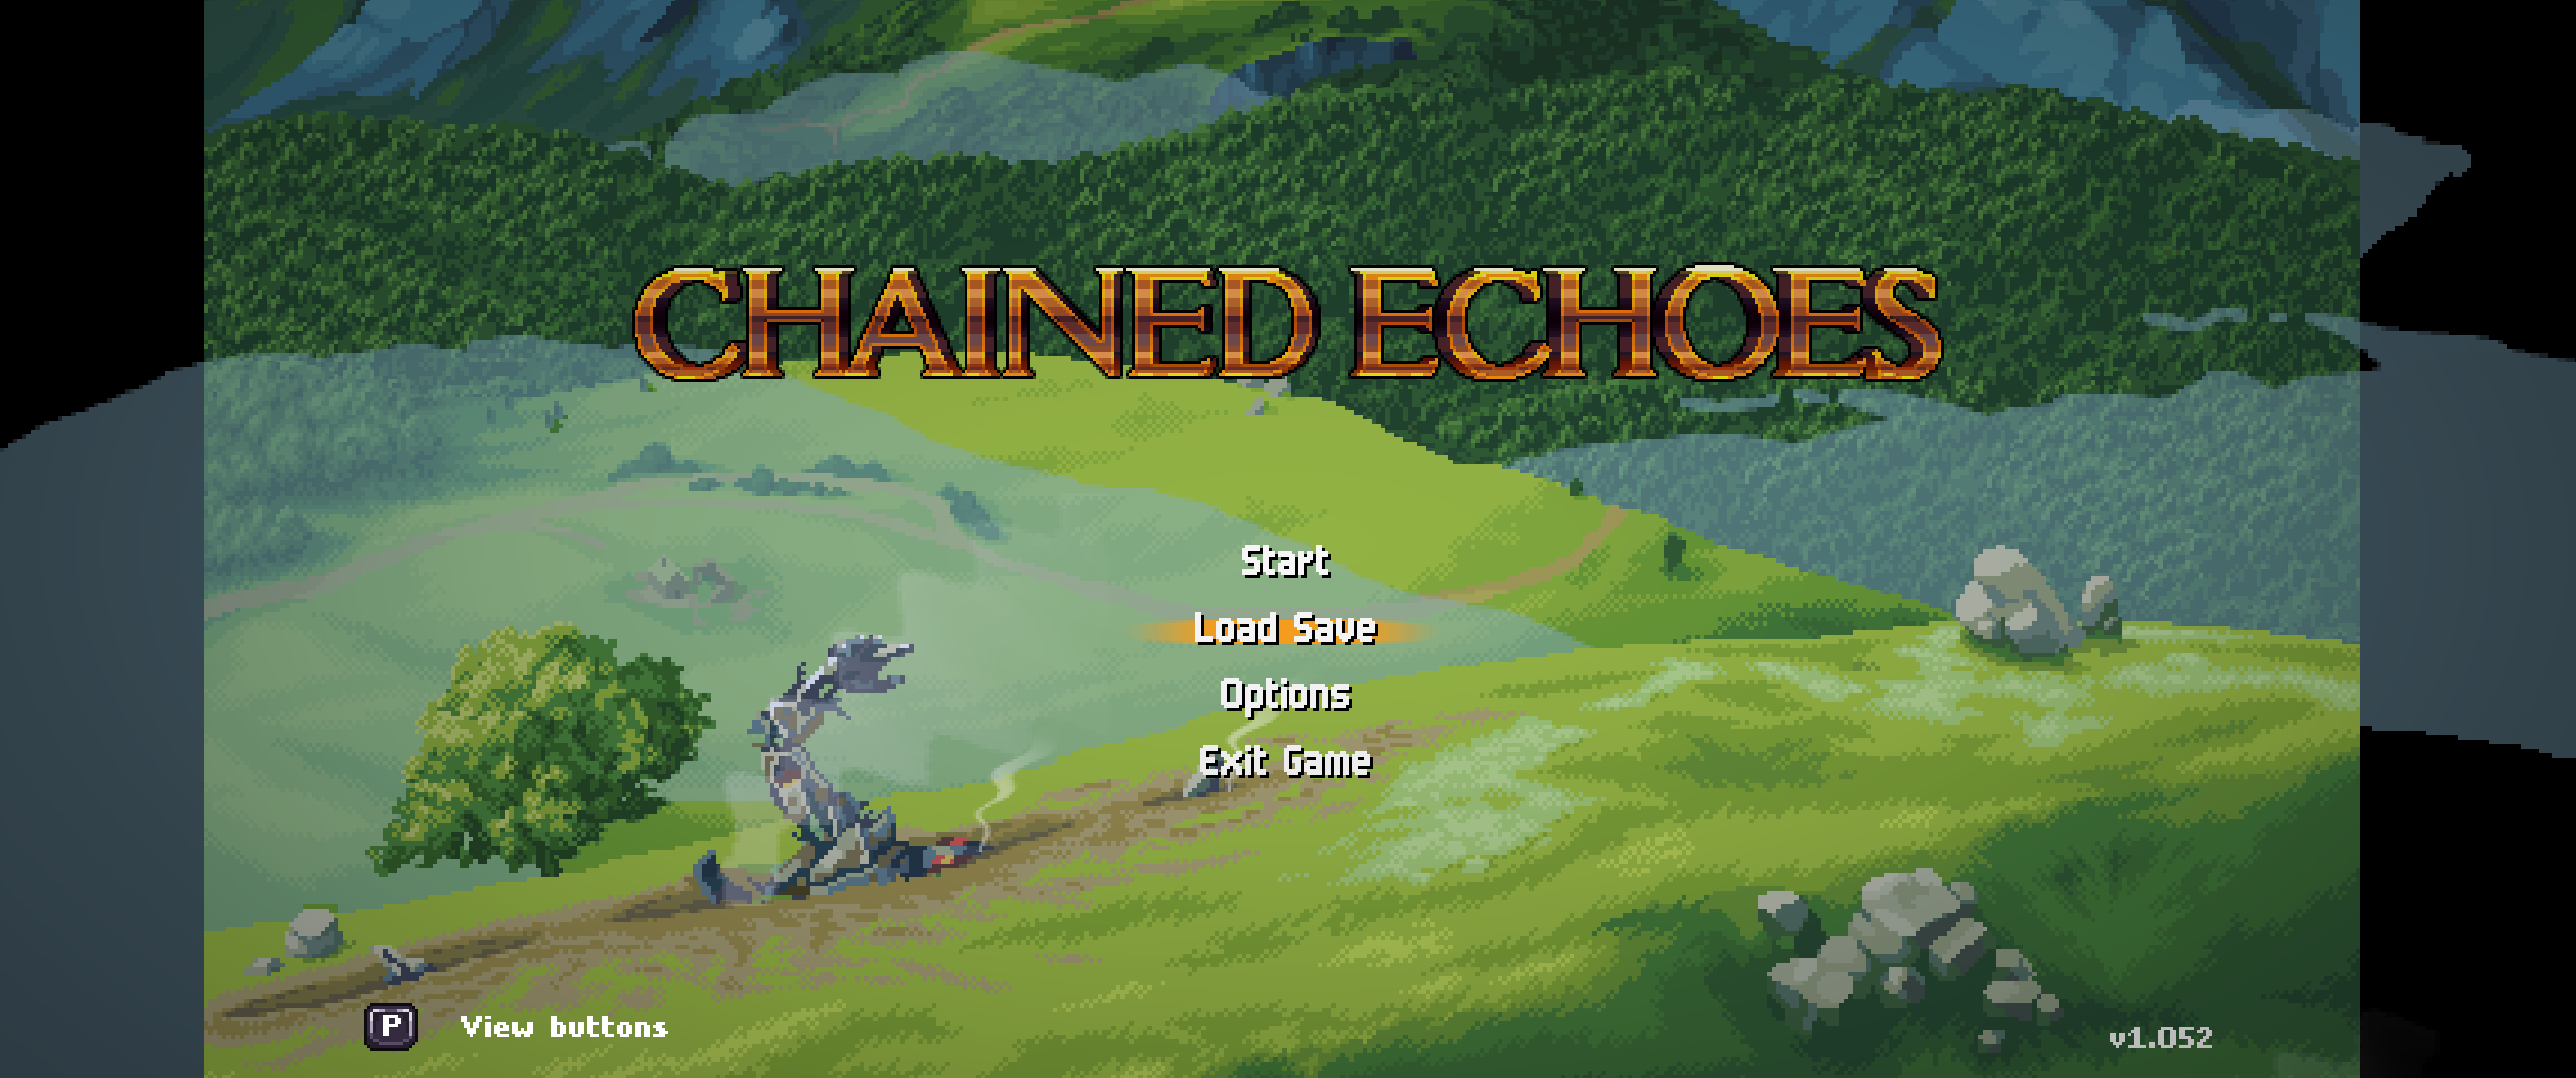 CHAINED ECHOES
Start
Load Save
Options
Exit Game
P View buttons
v1.052